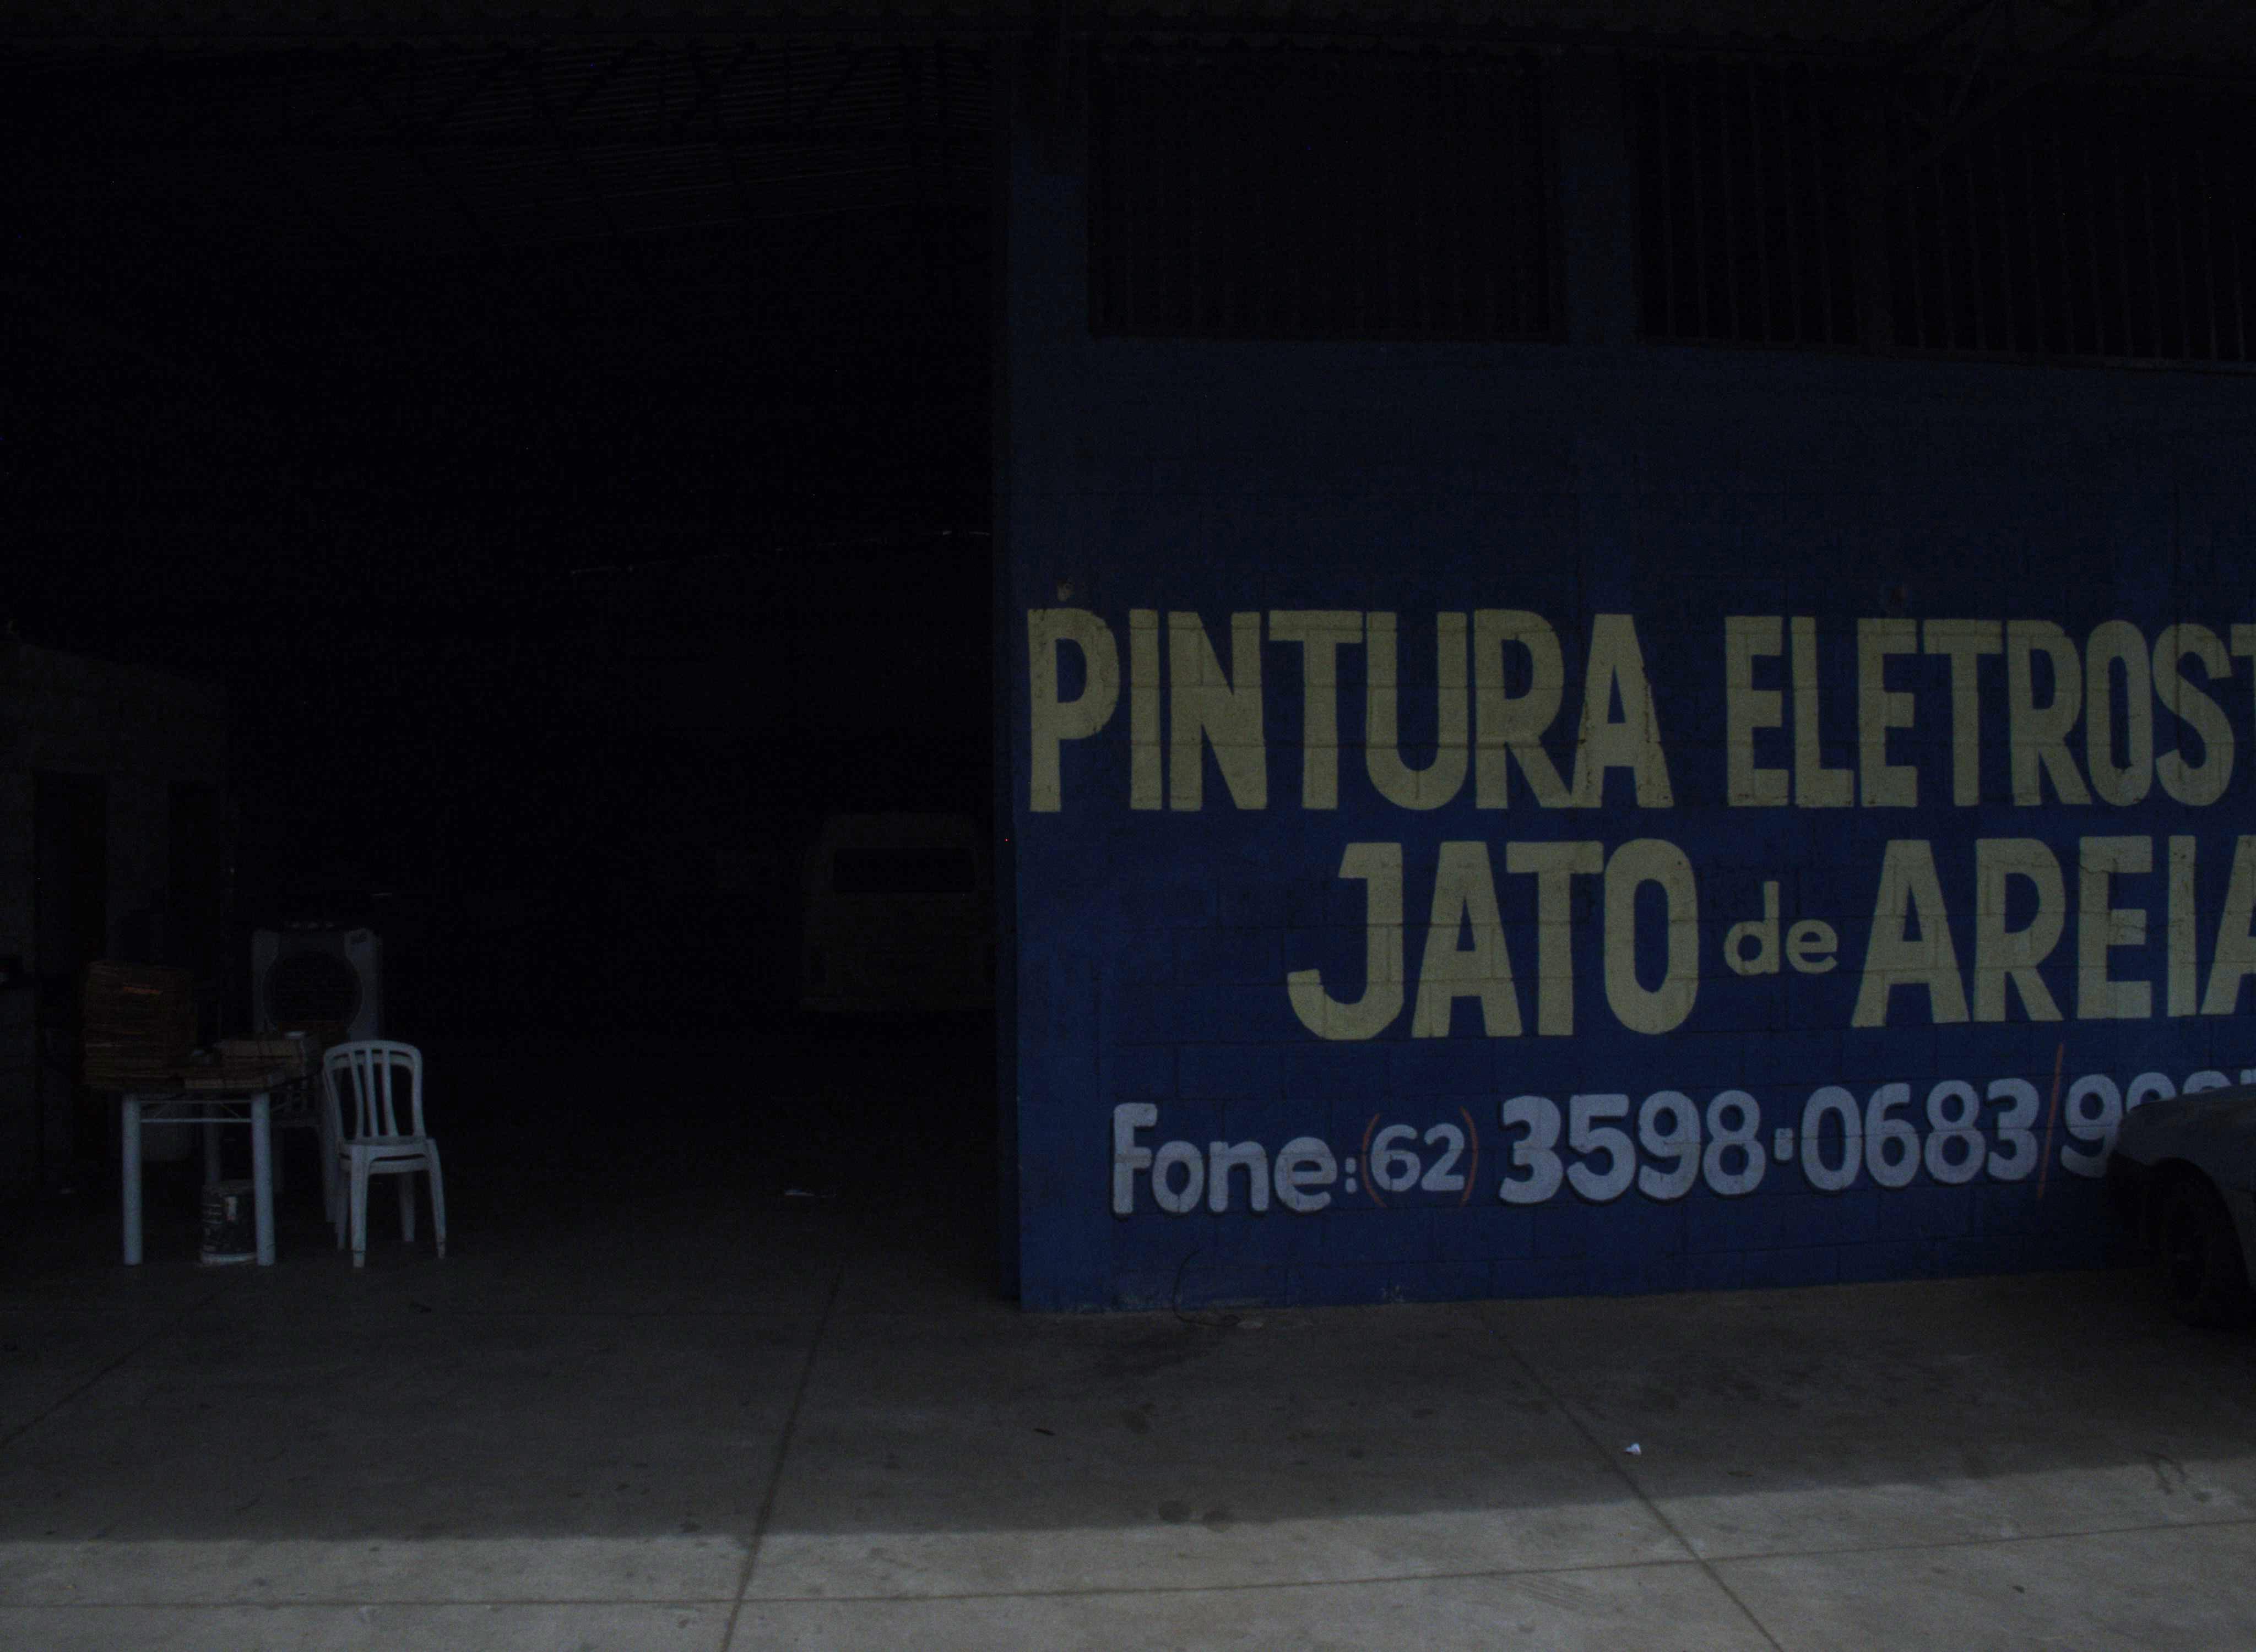 PINTURA ELETROST
JATO de AREIA
Fone: (62) 3598-0683/